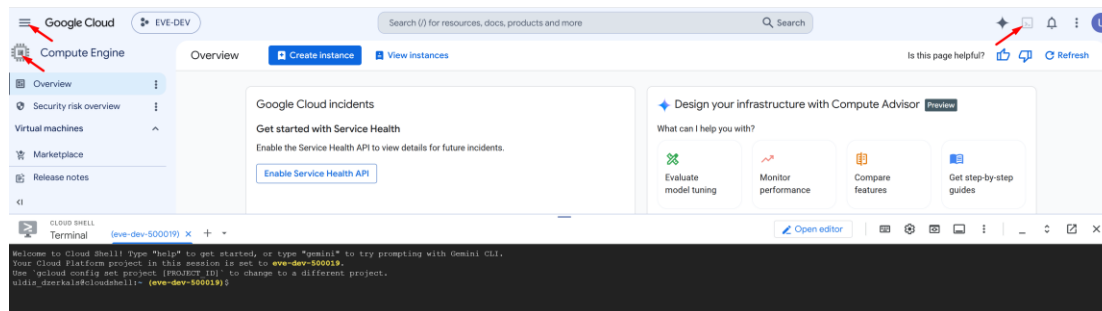 Google Cloud
EVE-DEV
Search (/) for resources, docs, products and more
Search
Compute Engine
Overview
Create instance
View instances
Is this page helpful?
Refresh
Overview
Security risk overview
Virtual machines
Marketplace
Release notes
Google Cloud incidents
Get started with Service Health
Enable the Service Health API to view details for future incidents.
Enable Service Health API
Design your infrastructure with Compute Advisor Preview
What can I help you with?
Evaluate
model tuning
Monitor
performance
Compare
features
Get step-by-step
guides
CLOUD SHELL
Terminal
(eve-dev-500019) × + ▾
Open editor
Welcome to Cloud Shell! Type "help" to get started, or type "gemini" to try prompting with Gemini CLI.
Your Cloud Platform project in this session is set to eve-dev-500019.
Use `gcloud config set project [PROJECT_ID]` to change to a different project.
uldis_dzerkals@cloudshell:~ (eve-dev-500019)$